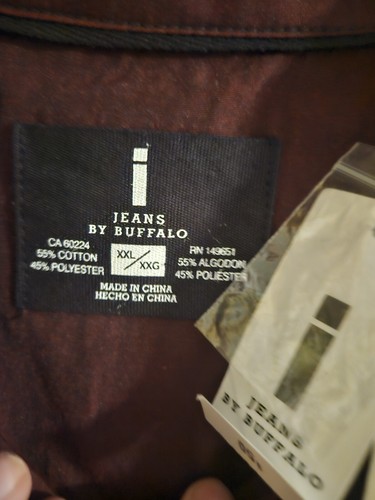 i
JEANS
BY BUFFALO
CA 60224
55% COTTON
45% POLYESTER
XXL/XXG
RN 149651
55% ALGODON
45% POLIÉSTER
MADE IN CHINA
HECHO EN CHINA
i
JEANS
BY BUFFALO